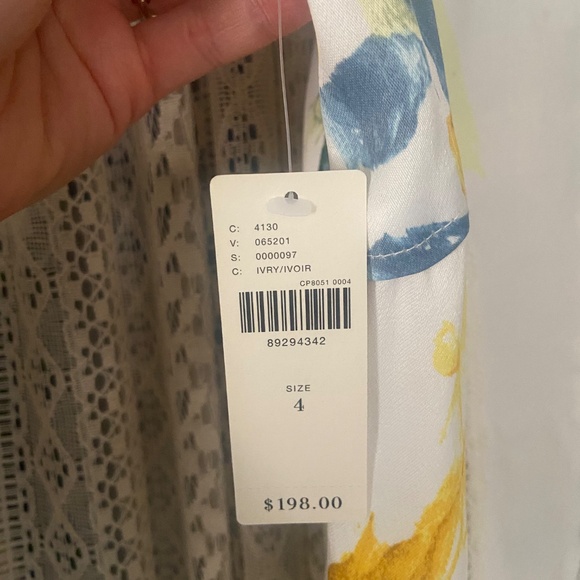 C: 4130
V: 065201
S: 0000097
C: IVRY/IVOIR
CP8051 0004
89294342
SIZE
4
$198.00